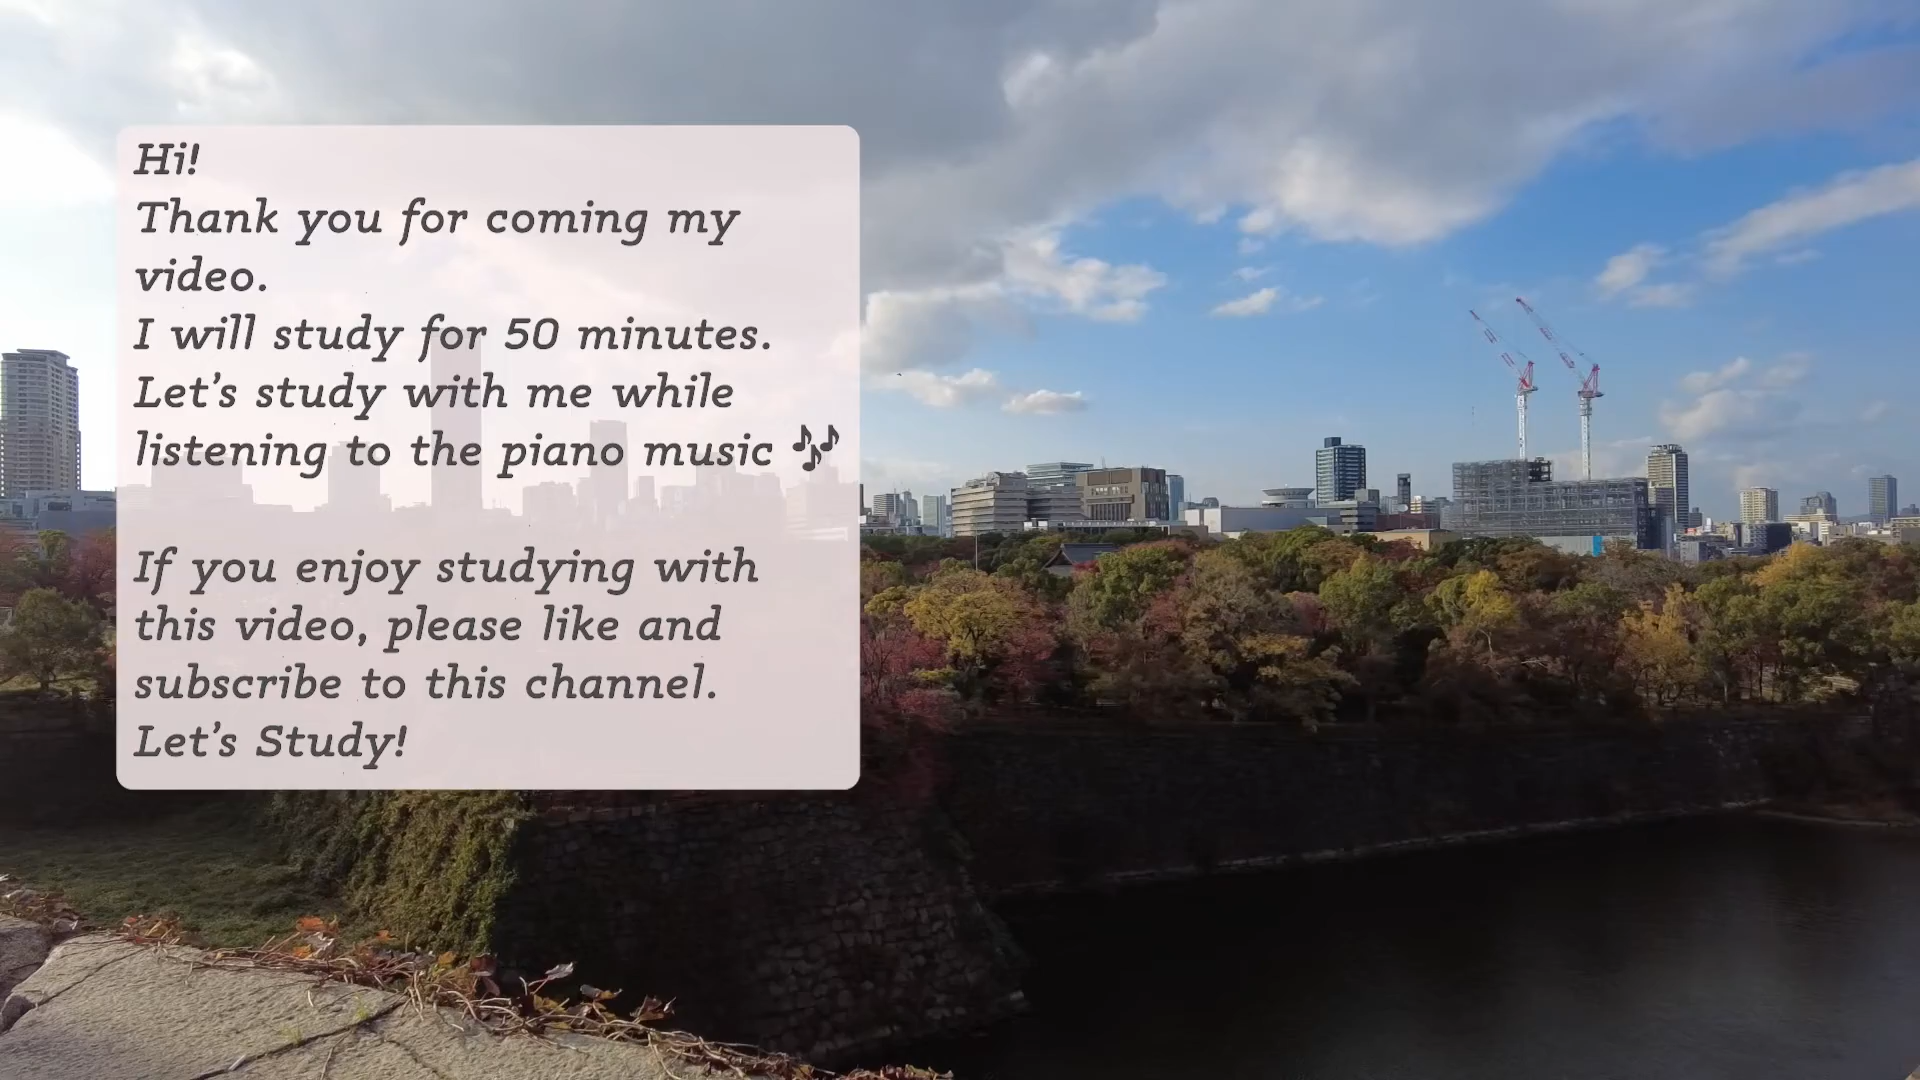 Hi!
Thank you for coming my
video.
I will study for 50 minutes.
Let’s study with me while
listening to the piano music 🎶

If you enjoy studying with
this video, please like and
subscribe to this channel.
Let’s Study!